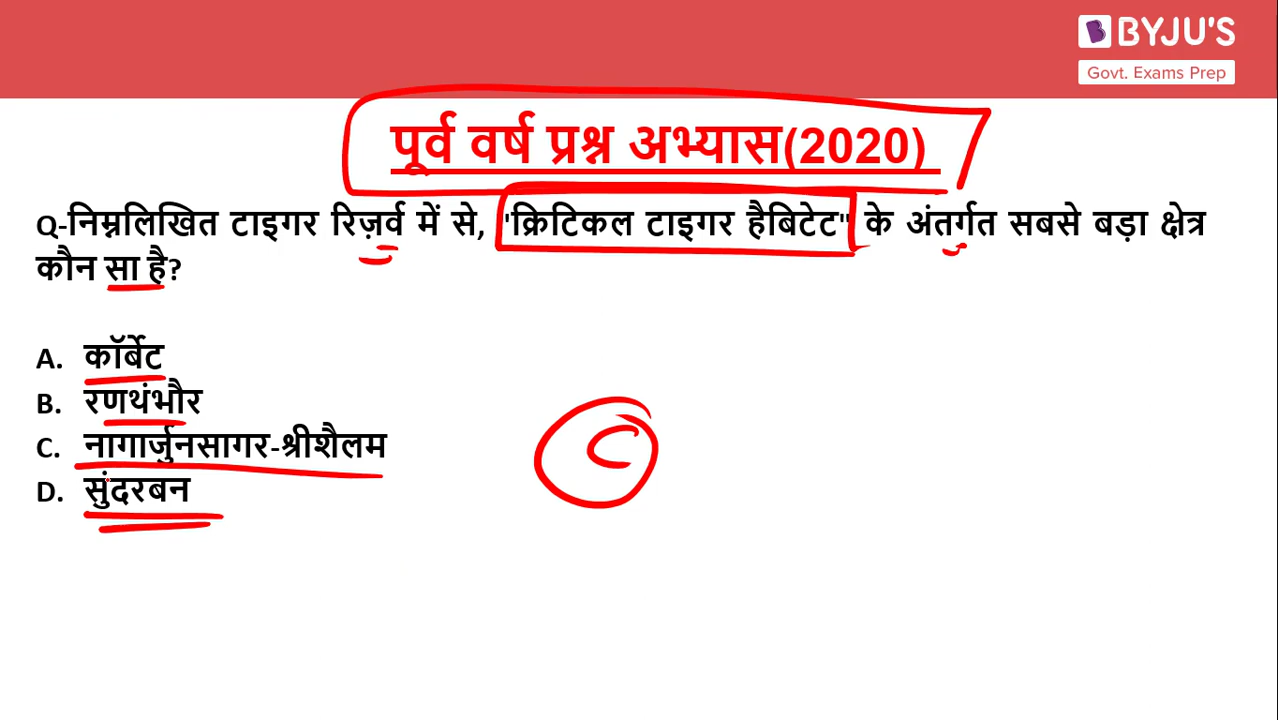 BYJU'S
Govt. Exams Prep
पूर्व वर्ष प्रश्न अभ्यास(2020)
Q-निम्नलिखित टाइगर रिज़र्व में से, "क्रिटिकल टाइगर हैबिटेट" के अंतर्गत सबसे बड़ा क्षेत्र
कौन सा है?
A. कॉर्बेट
B. रणथंभौर
C. नागार्जुनसागर-श्रीशैलम
D. सुंदरबन
C